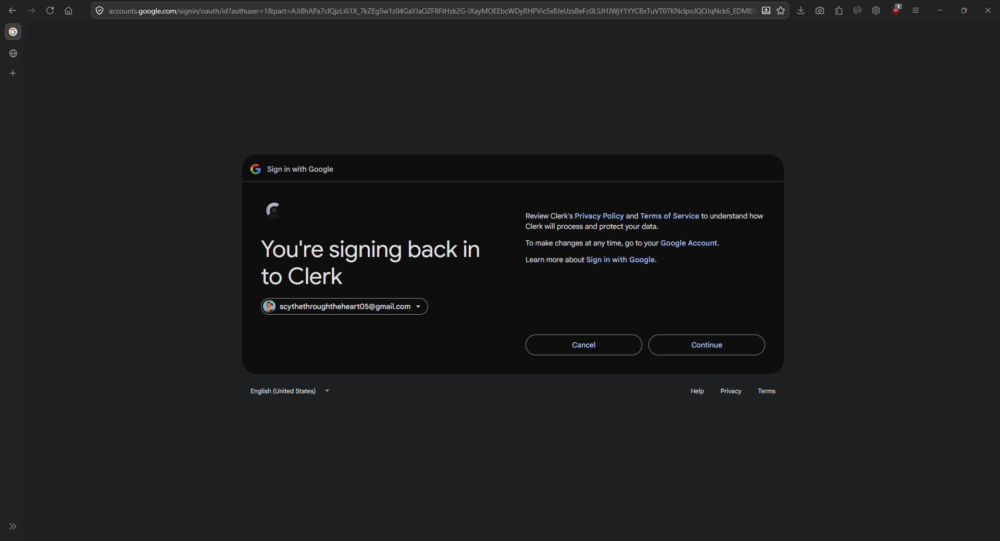 accounts.google.com/signin/oauth/id?authuser=1&part=AJi8hAPa7clQjzLi61X_7kZEgSw1z04GaYJaOZF8FtHzk2G-IXayMOEEbcWDyRHPVic5x8JeUzsBeFc0LSJHJWjY1YYCBxTuVT07KNclpoJQOJqNck6_EDMBS
1
Sign in with Google
You're signing back in
to Clerk
scythethroughtheheart05@gmail.com
Review Clerk's Privacy Policy and Terms of Service to understand how
Clerk will process and protect your data.
To make changes at any time, go to your Google Account.
Learn more about Sign in with Google.
Cancel Continue
English (United States)
Help Privacy Terms